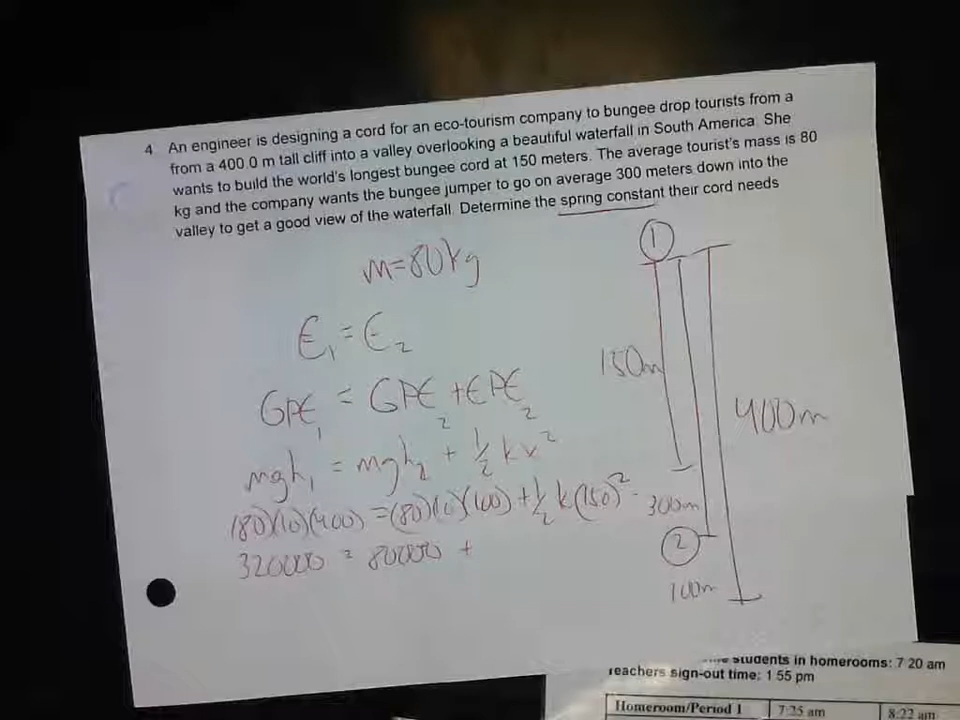 4 An engineer is designing a cord for an eco-tourism company to bungee drop tourists from a
from a 400.0 m tall cliff into a valley overlooking a beautiful waterfall in South America. She
wants to build the world's longest bungee cord at 150 meters. The average tourist's mass is 80
kg and the company wants the bungee jumper to go on average 300 meters down into the
valley to get a good view of the waterfall. Determine the spring constant their cord needs
m=80kg
1
E₁ = E₂
150m
GPE₁ = GPE₂ + EPE₂
400m
mgh₁ = mgh₂ + ½ k x²
(80)(10)(400) = (80)(10)(100) + ½ k(150)²
300m
320000 = 80000 +
2
100m
students in homerooms: 7 20 am
reachers sign-out time: 1 55 pm
Homeroom/Period 1 7:25 am 8:22 am